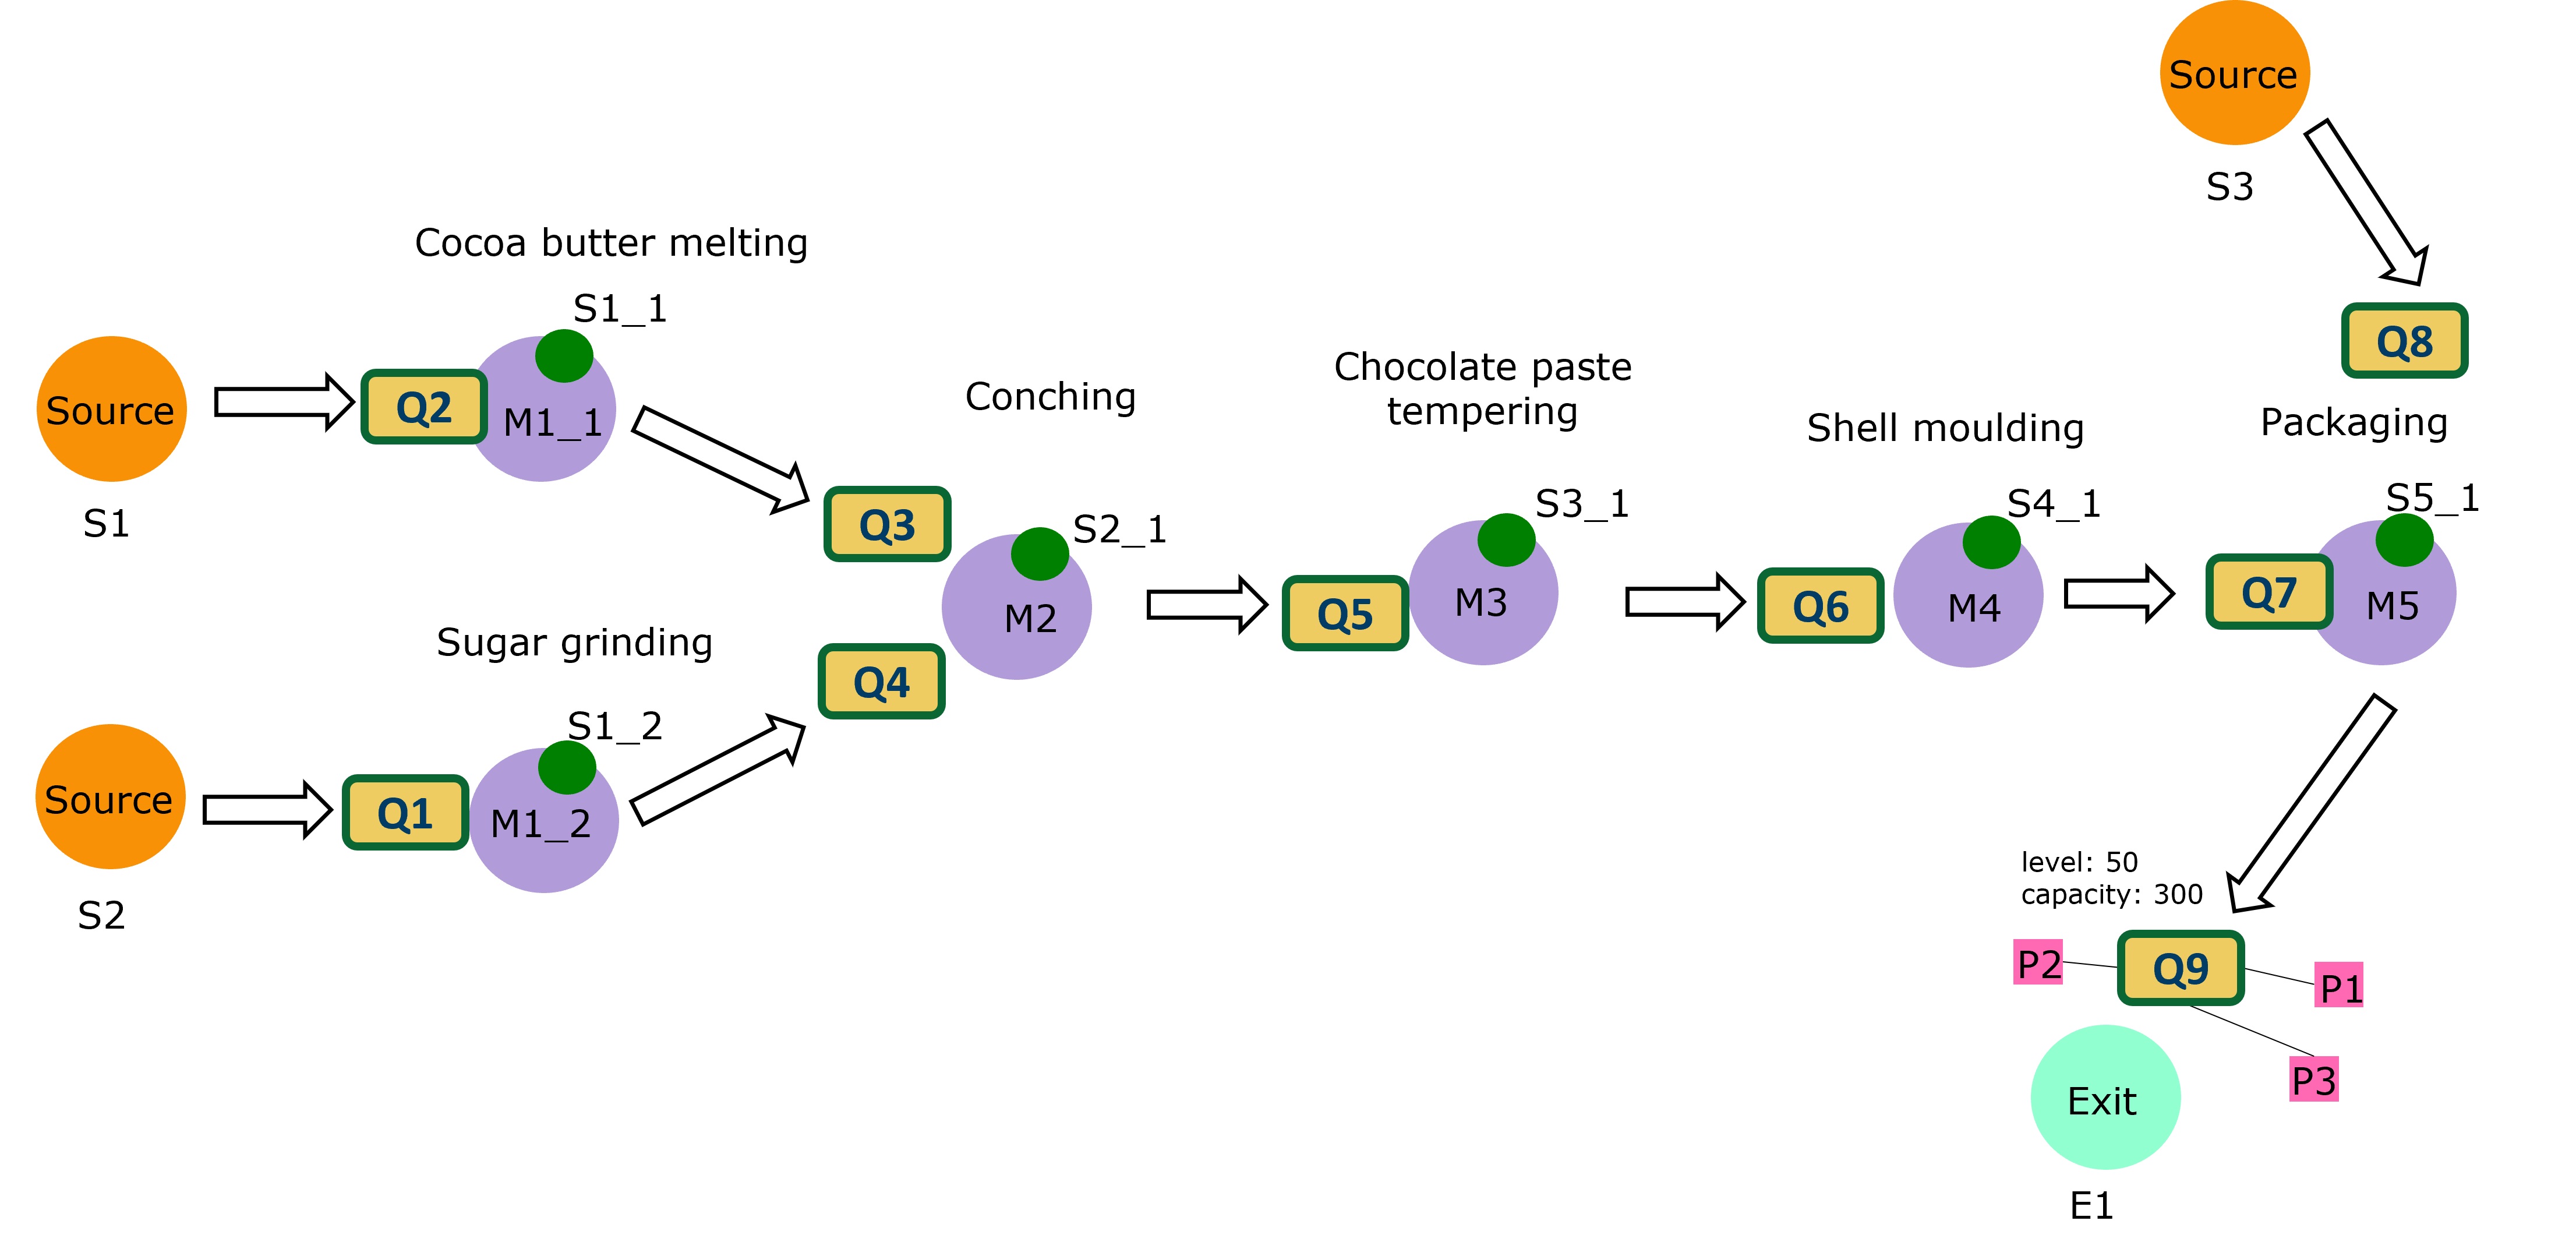 Source
S3
Cocoa butter melting
S1_1
Source
S1
Q2
M1_1
Conching
Q3
S2_1
M2
Q4
Sugar grinding
S1_2
Source
S2
Q1
M1_2
Chocolate paste
tempering
S3_1
Q5
M3
Shell moulding
S4_1
Q6
M4
Q8
Packaging
S5_1
Q7
M5
level: 50
capacity: 300
P2
Q9
P1
P3
Exit
E1